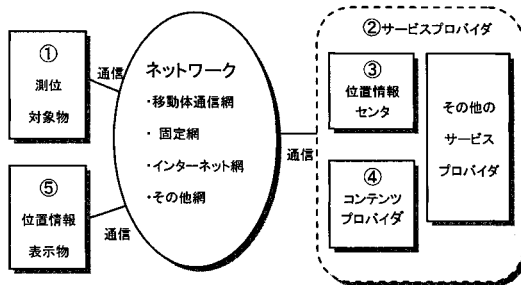 ①
測位
対象物
通信
ネットワーク
・移動体通信網
・固定網
・インターネット網
・その他網
⑤
位置情報
表示物
通信
通信
②サービスプロバイダ
③
位置情報
センタ
④
コンテンツ
プロバイダ
その他の
サービス
プロバイダ